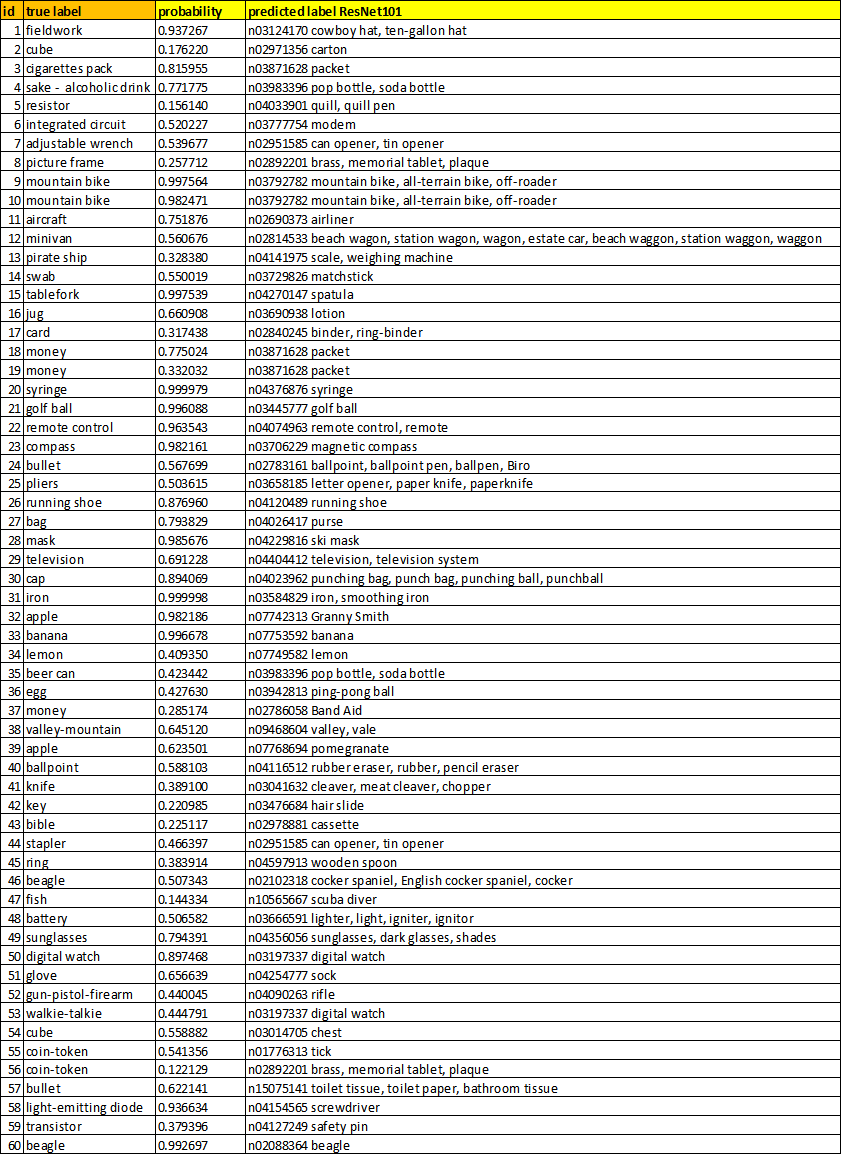 id true label probability predicted label ResNet101
1 fieldwork 0.937267 n03124170 cowboy hat, ten-gallon hat
2 cube 0.176220 n02971356 carton
3 cigarettes pack 0.815955 n03871628 packet
4 sake - alcoholic drink 0.771775 n03983396 pop bottle, soda bottle
5 resistor 0.156140 n04033901 quill, quill pen
6 integrated circuit 0.520227 n03777754 modem
7 adjustable wrench 0.539677 n02951585 can opener, tin opener
8 picture frame 0.257712 n02892201 brass, memorial tablet, plaque
9 mountain bike 0.997564 n03792782 mountain bike, all-terrain bike, off-roader
10 mountain bike 0.982471 n03792782 mountain bike, all-terrain bike, off-roader
11 aircraft 0.751876 n02690373 airliner
12 minivan 0.560676 n02814533 beach wagon, station wagon, wagon, estate car, beach waggon, station waggon, waggon
13 pirate ship 0.328380 n04141975 scale, weighing machine
14 swab 0.550019 n03729826 matchstick
15 tablefork 0.997539 n04270147 spatula
16 jug 0.660908 n03690938 lotion
17 card 0.317438 n02840245 binder, ring-binder
18 money 0.775024 n03871628 packet
19 money 0.332032 n03871628 packet
20 syringe 0.999979 n04376876 syringe
21 golf ball 0.996088 n03445777 golf ball
22 remote control 0.963543 n04074963 remote control, remote
23 compass 0.982161 n03706229 magnetic compass
24 bullet 0.567699 n02783161 ballpoint, ballpoint pen, ballpen, Biro
25 pliers 0.503615 n03658185 letter opener, paper knife, paperknife
26 running shoe 0.876960 n04120489 running shoe
27 bag 0.793829 n04026417 purse
28 mask 0.985676 n04229816 ski mask
29 television 0.691228 n04404412 television, television system
30 cap 0.894069 n04023962 punching bag, punch bag, punching ball, punchball
31 iron 0.999998 n03584829 iron, smoothing iron
32 apple 0.982186 n07742313 Granny Smith
33 banana 0.996678 n07753592 banana
34 lemon 0.409350 n07749582 lemon
35 beer can 0.423442 n03983396 pop bottle, soda bottle
36 egg 0.427630 n03942813 ping-pong ball
37 money 0.285174 n02786058 Band Aid
38 valley-mountain 0.645120 n09468604 valley, vale
39 apple 0.623501 n07768694 pomegranate
40 ballpoint 0.588103 n04116512 rubber eraser, rubber, pencil eraser
41 knife 0.389100 n03041632 cleaver, meat cleaver, chopper
42 key 0.220985 n03476684 hair slide
43 bible 0.225117 n02978881 cassette
44 stapler 0.466397 n02951585 can opener, tin opener
45 ring 0.383914 n04597913 wooden spoon
46 beagle 0.507343 n02102318 cocker spaniel, English cocker spaniel, cocker
47 fish 0.144334 n10565667 scuba diver
48 battery 0.506582 n03666591 lighter, light, igniter, ignitor
49 sunglasses 0.794391 n04356056 sunglasses, dark glasses, shades
50 digital watch 0.897468 n03197337 digital watch
51 glove 0.656639 n04254777 sock
52 gun-pistol-firearm 0.440045 n04090263 rifle
53 walkie-talkie 0.444791 n03197337 digital watch
54 cube 0.558882 n03014705 chest
55 coin-token 0.541356 n01776313 tick
56 coin-token 0.122129 n02892201 brass, memorial tablet, plaque
57 bullet 0.622141 n15075141 toilet tissue, toilet paper, bathroom tissue
58 light-emitting diode 0.936634 n04154565 screwdriver
59 transistor 0.379396 n04127249 safety pin
60 beagle 0.992697 n02088364 beagle